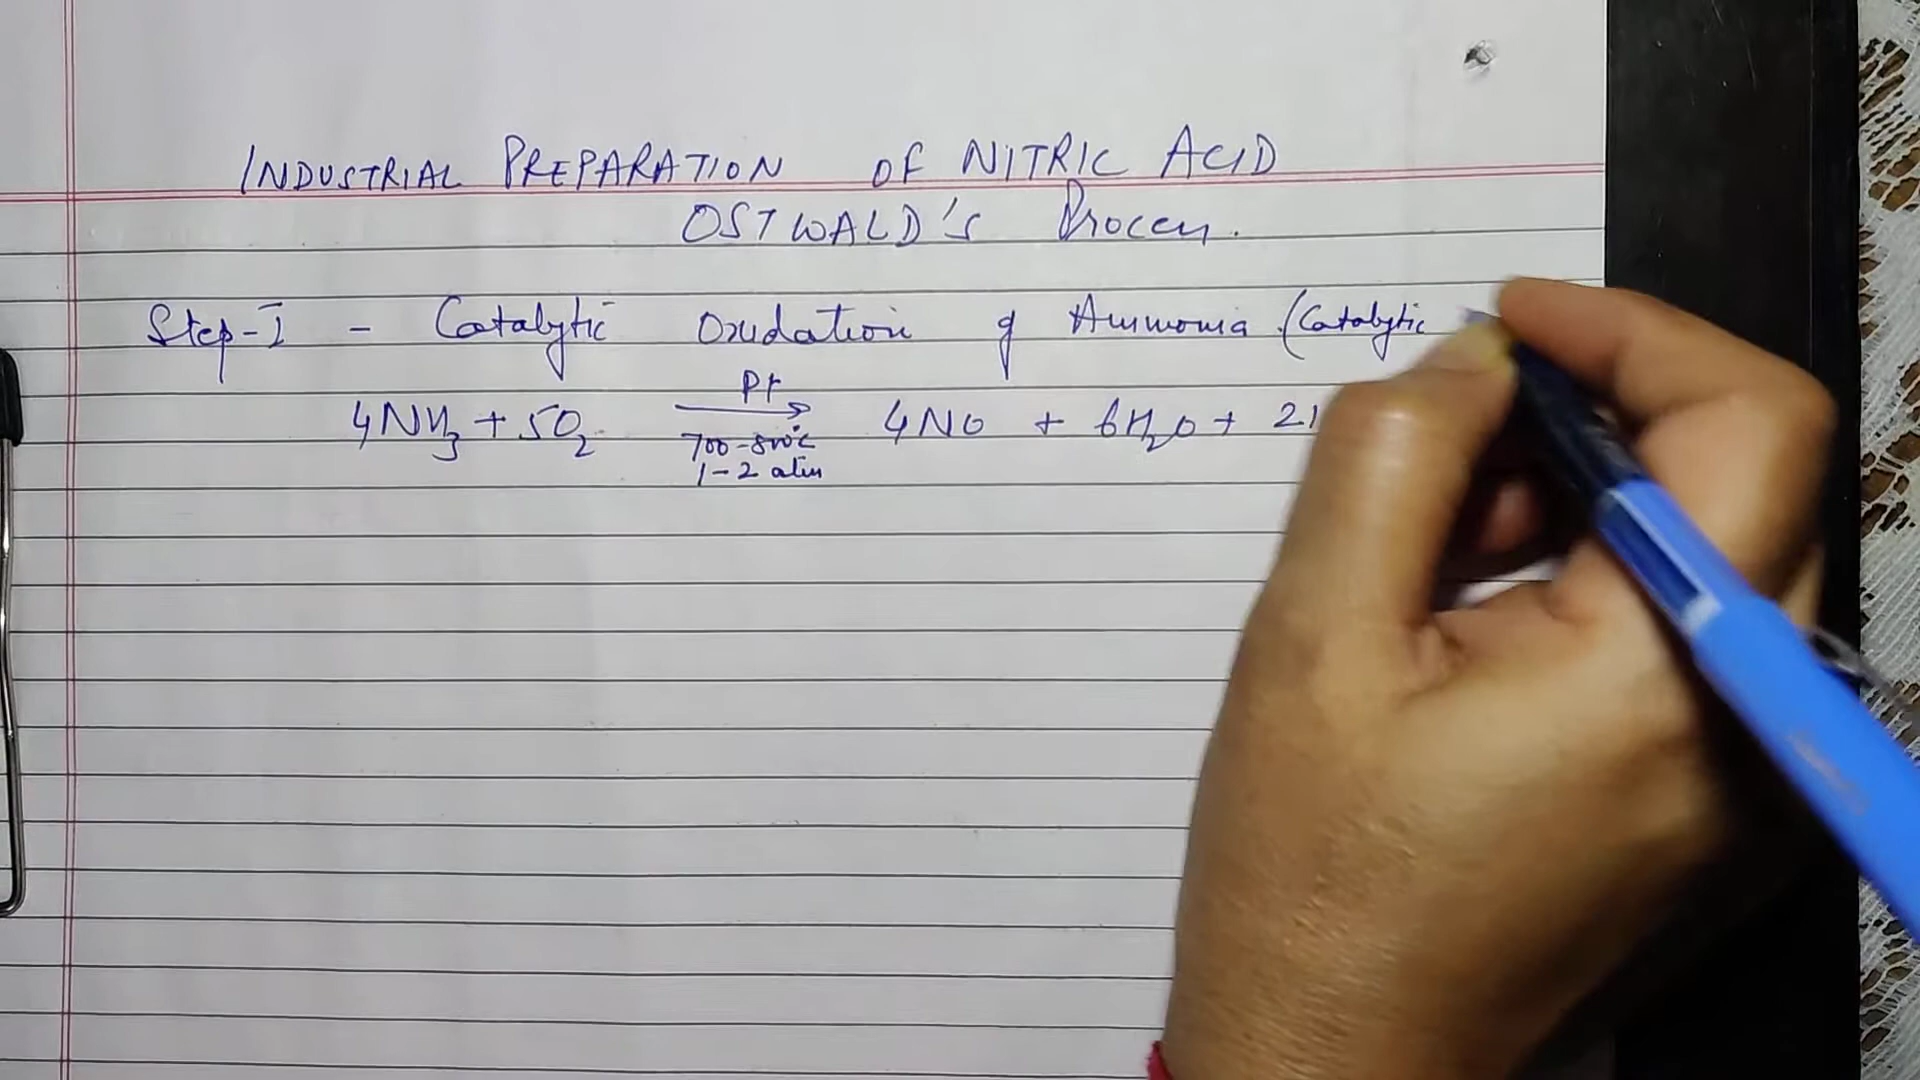 INDUSTRIAL PREPARATION OF NITRIC ACID
OSTWALD'S Process.
Step-I - Catalytic Oxidation of Ammonia (Catalytic
Pt
4NH₃ + 5O₂ → 4NO + 6H₂O + 21
700-800°C
1-2 atm